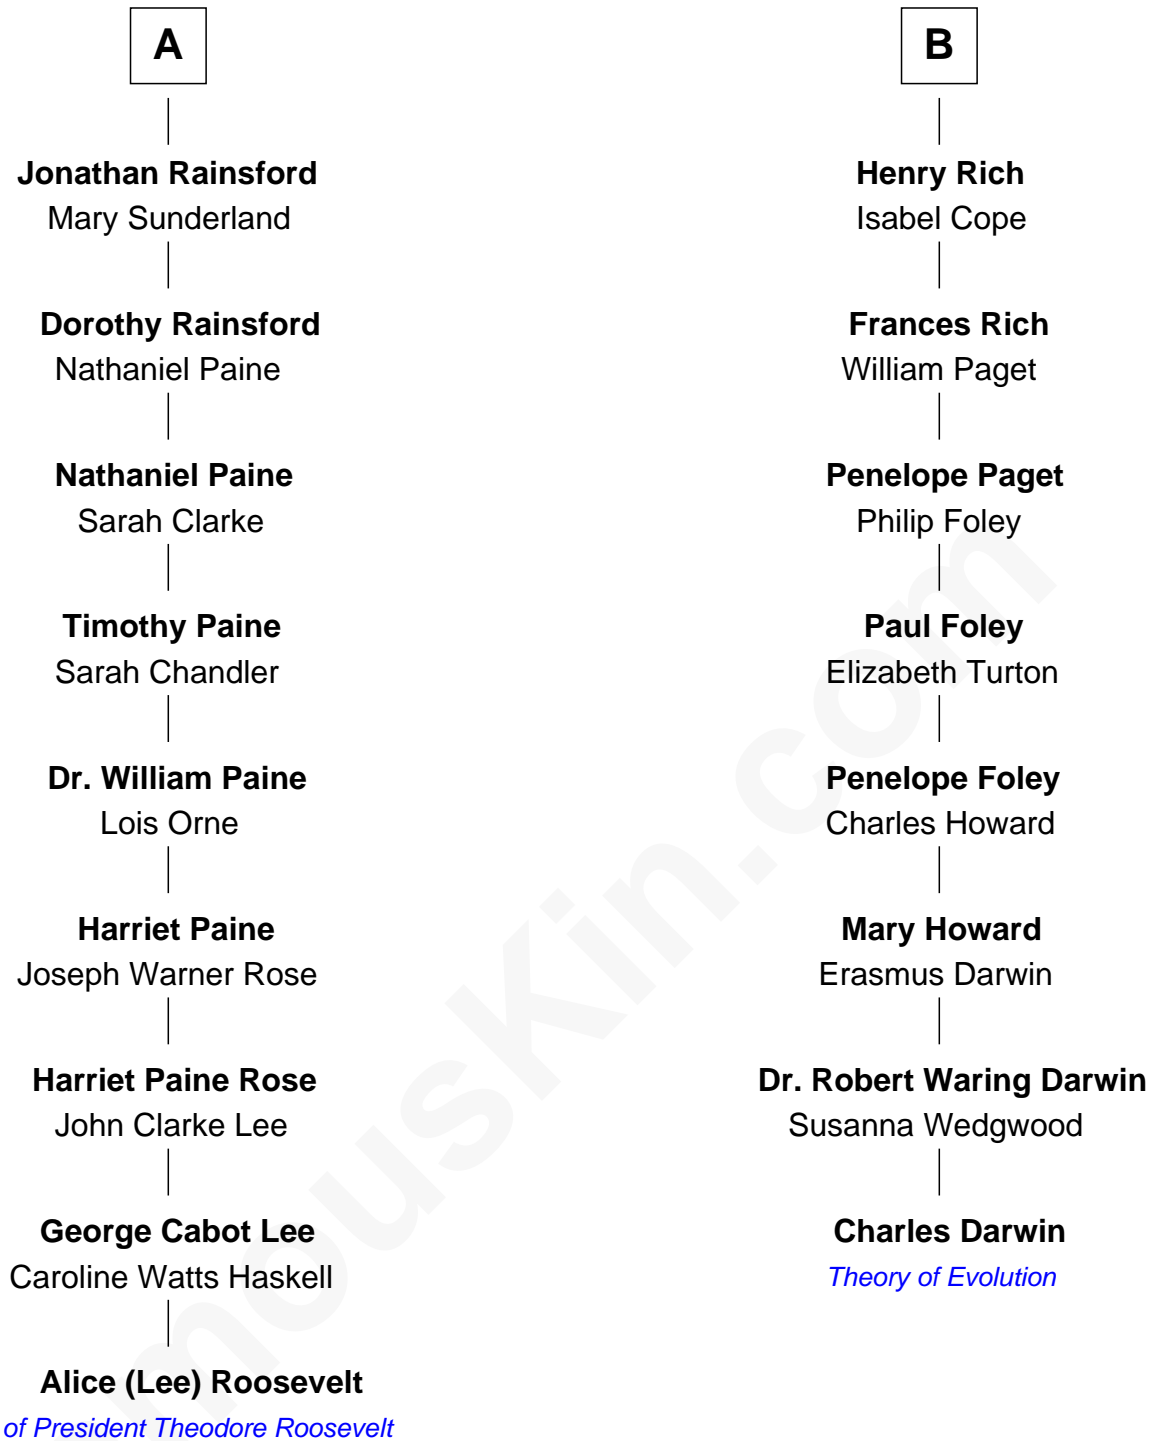 A
Jonathan Rainsford
Mary Sunderland
Dorothy Rainsford
Nathaniel Paine
Nathaniel Paine
Sarah Clarke
Timothy Paine
Sarah Chandler
Dr. William Paine
Lois Orne
Harriet Paine
Joseph Warner Rose
Harriet Paine Rose
John Clarke Lee
George Cabot Lee
Caroline Watts Haskell
Alice (Lee) Roosevelt
of President Theodore Roosevelt
B
Henry Rich
Isabel Cope
Frances Rich
William Paget
Penelope Paget
Philip Foley
Paul Foley
Elizabeth Turton
Penelope Foley
Charles Howard
Mary Howard
Erasmus Darwin
Dr. Robert Waring Darwin
Susanna Wedgwood
Charles Darwin
Theory of Evolution
mousKin.com